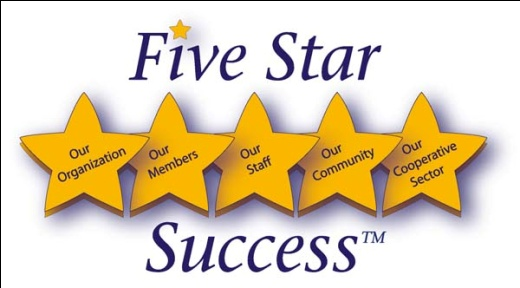 Five Star
Our
Organization
Our
Members
Our
Staff
Our
Community
Our
Cooperative
Sector
Success™